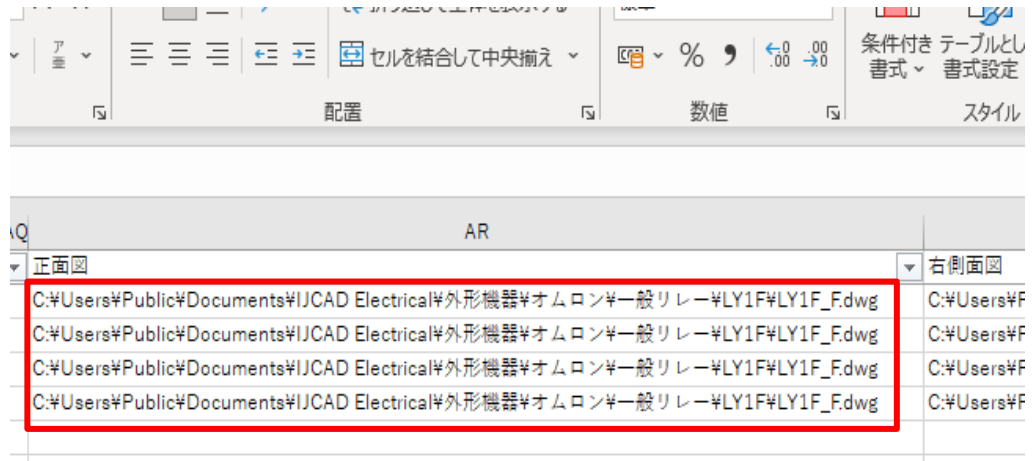 ア
亜
セルを結合して中央揃え
%
条件付き
書式
テーブルとし
書式設定
配置
数値
スタイル
AR
正面図
右側面図
C:¥Users¥Public¥Documents¥IJCAD Electrical¥外形機器¥オムロン¥一般リレー¥LY1F¥LY1F_F.dwg C:¥Users¥
C:¥Users¥Public¥Documents¥IJCAD Electrical¥外形機器¥オムロン¥一般リレー¥LY1F¥LY1F_F.dwg C:¥Users¥
C:¥Users¥Public¥Documents¥IJCAD Electrical¥外形機器¥オムロン¥一般リレー¥LY1F¥LY1F_F.dwg C:¥Users¥
C:¥Users¥Public¥Documents¥IJCAD Electrical¥外形機器¥オムロン¥一般リレー¥LY1F¥LY1F_F.dwg C:¥Users¥